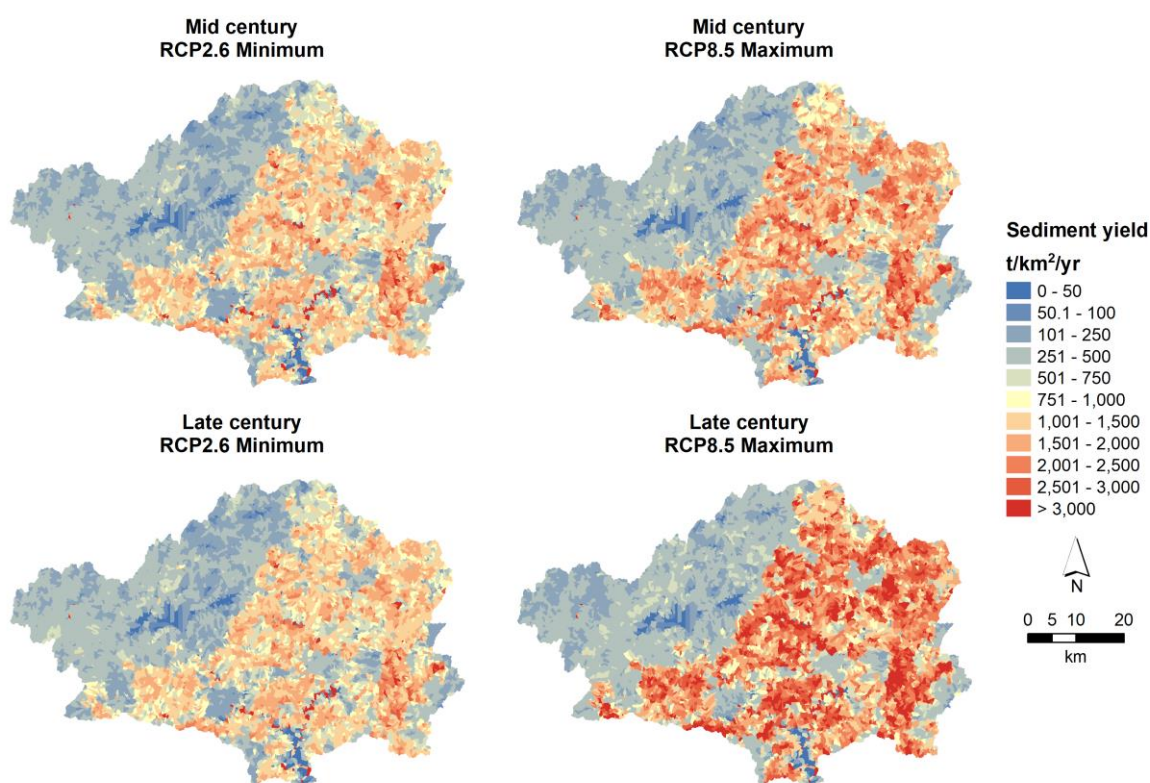 Mid century
RCP2.6 Minimum
Mid century
RCP8.5 Maximum
Late century
RCP2.6 Minimum
Late century
RCP8.5 Maximum
Sediment yield
t/km²/yr
0 - 50
50.1 - 100
101 - 250
251 - 500
501 - 750
751 - 1,000
1,001 - 1,500
1,501 - 2,000
2,001 - 2,500
2,501 - 3,000
> 3,000
N
0 5 10 20
km